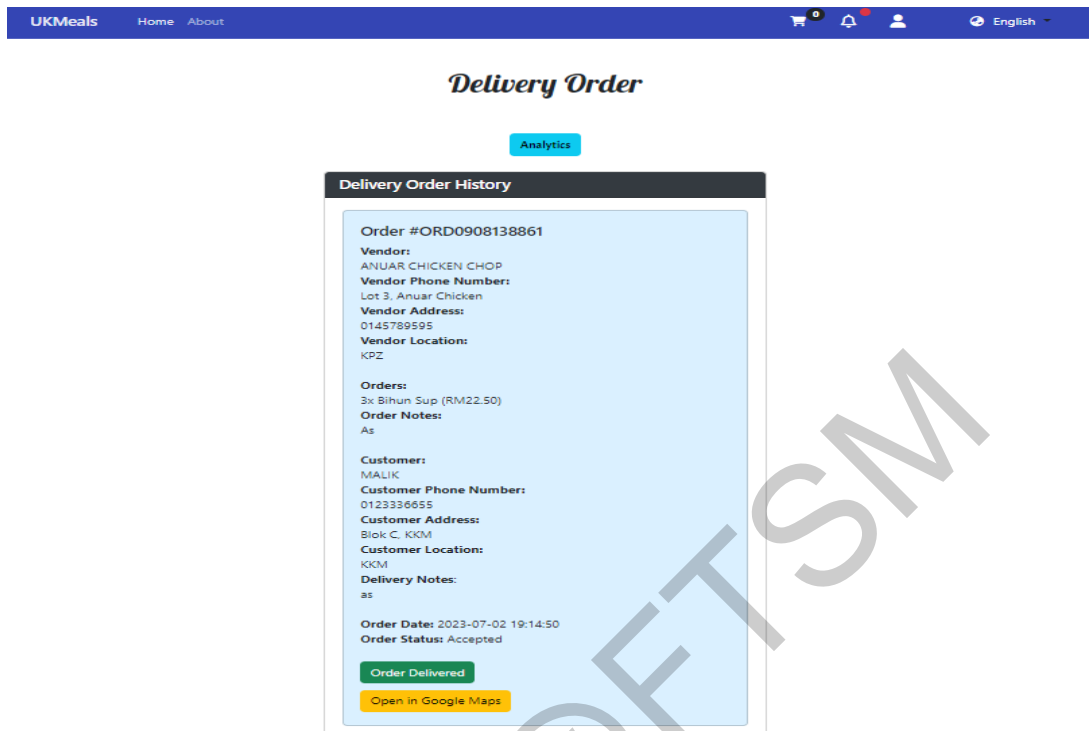 UKMeals Home About 0 English
Delivery Order
Analytics
Delivery Order History
Order #ORD0908138861
Vendor:
ANUAR CHICKEN CHOP
Vendor Phone Number:
Lot 3, Anuar Chicken
Vendor Address:
0145789595
Vendor Location:
KPZ
Orders:
3x Bihun Sup (RM22.50)
Order Notes:
As
Customer:
MALIK
Customer Phone Number:
0123336655
Customer Address:
Blok C, KKM
Customer Location:
KKM
Delivery Notes:
as
Order Date: 2023-07-02 19:14:50
Order Status: Accepted
Order Delivered
Open in Google Maps
FTSM